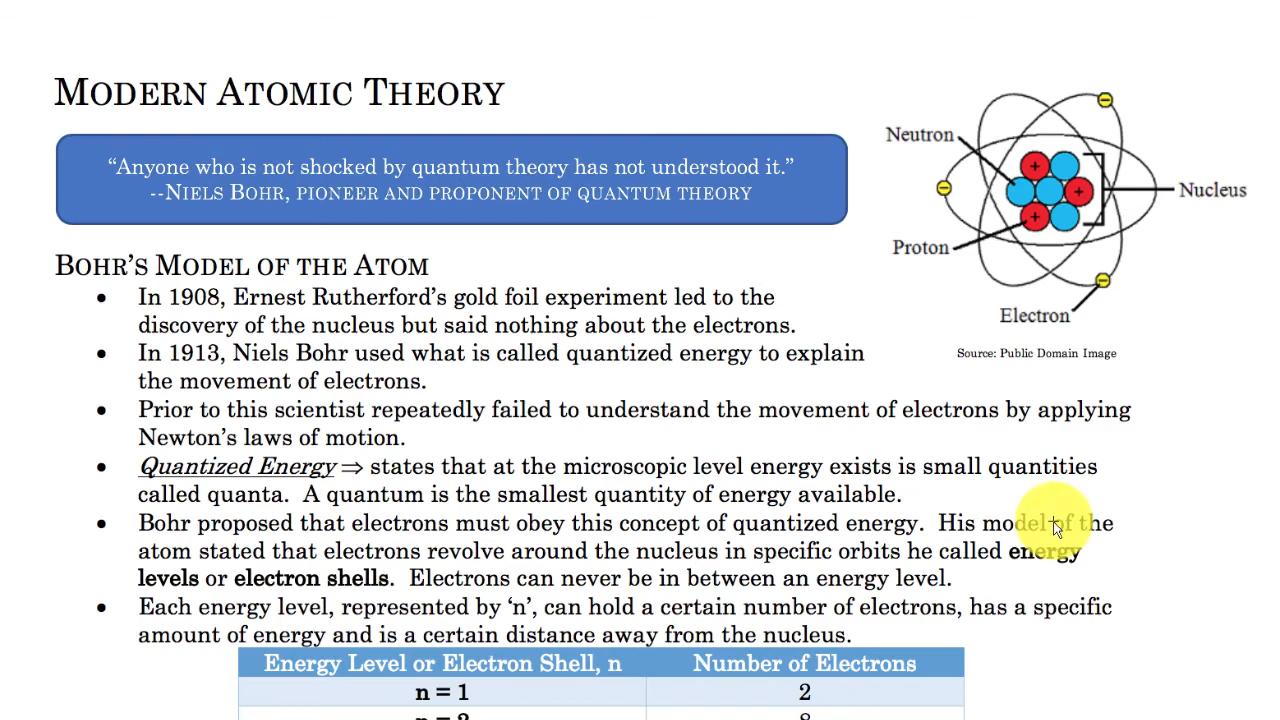 MODERN ATOMIC THEORY
“Anyone who is not shocked by quantum theory has not understood it.”
--NIELS BOHR, PIONEER AND PROPONENT OF QUANTUM THEORY
Neutron
Nucleus
Proton
Electron
Source: Public Domain Image
BOHR’S MODEL OF THE ATOM
• In 1908, Ernest Rutherford’s gold foil experiment led to the
discovery of the nucleus but said nothing about the electrons.
• In 1913, Niels Bohr used what is called quantized energy to explain
the movement of electrons.
• Prior to this scientist repeatedly failed to understand the movement of electrons by applying
Newton’s laws of motion.
• Quantized Energy ⇒ states that at the microscopic level energy exists is small quantities
called quanta. A quantum is the smallest quantity of energy available.
• Bohr proposed that electrons must obey this concept of quantized energy. His model of the
atom stated that electrons revolve around the nucleus in specific orbits he called energy
levels or electron shells. Electrons can never be in between an energy level.
• Each energy level, represented by ‘n’, can hold a certain number of electrons, has a specific
amount of energy and is a certain distance away from the nucleus.
Energy Level or Electron Shell, n Number of Electrons
n = 1 2